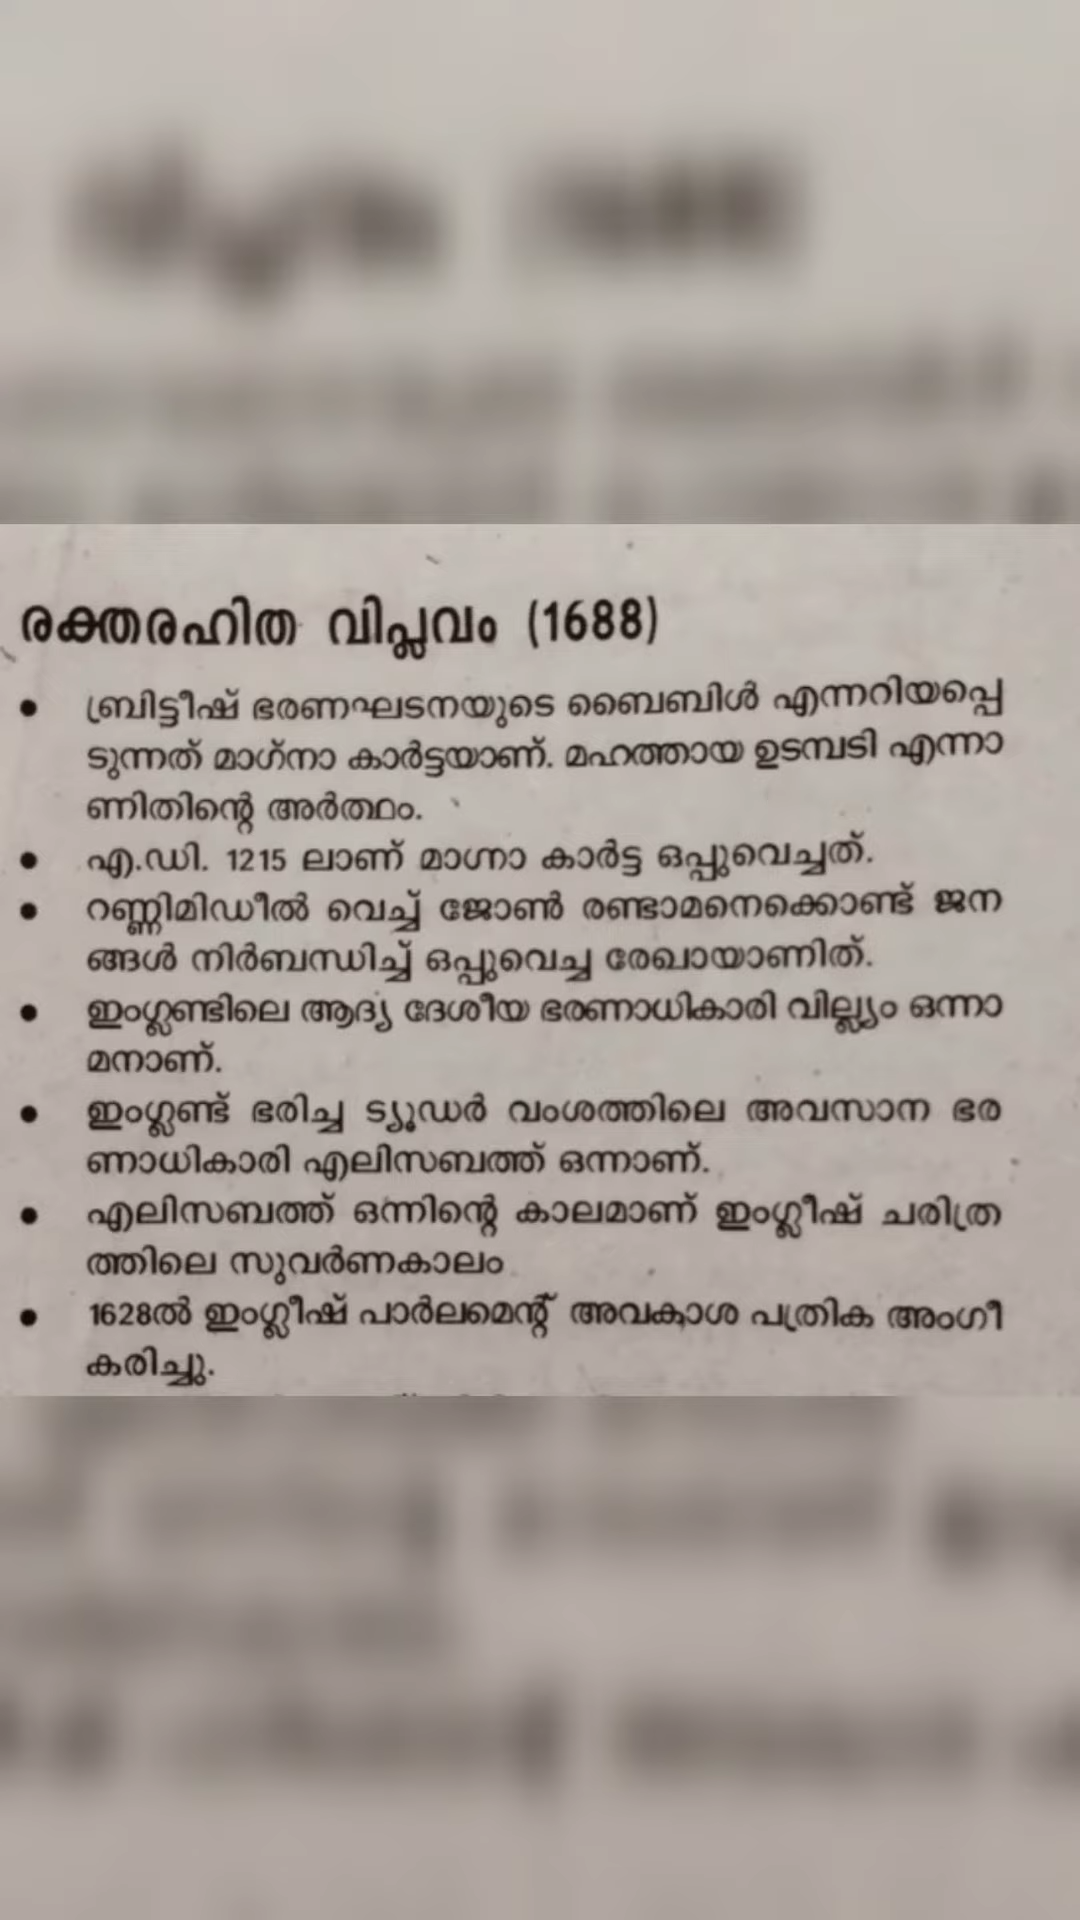 രക്തരഹിത വിപ്ലവം (1688)
• ബ്രിട്ടീഷ് ഭരണഘടനയുടെ ബൈബിൾ എന്നറിയപ്പെ
ടുന്നത് മാഗ്‌നാ കാർട്ടയാണ്. മഹത്തായ ഉടമ്പടി എന്നാ
ണിതിന്റെ അർത്ഥം.
• എ.ഡി. 1215 ലാണ് മാഗ്നാ കാർട്ട ഒപ്പുവെച്ചത്.
• റണ്ണിമിഡീൽ വെച്ച് ജോൺ രണ്ടാമനെക്കൊണ്ട് ജന
ങ്ങൾ നിർബന്ധിച്ച് ഒപ്പുവെച്ച രേഖായാണിത്.
• ഇംഗ്ലണ്ടിലെ ആദ്യ ദേശീയ ഭരണാധികാരി വില്ല്യം ഒന്നാ
മനാണ്.
• ഇംഗ്ലണ്ട് ഭരിച്ച ട്യൂഡർ വംശത്തിലെ അവസാന ഭര
ണാധികാരി എലിസബത്ത് ഒന്നാണ്.
• എലിസബത്ത് ഒന്നിന്റെ കാലമാണ് ഇംഗ്ലീഷ് ചരിത്ര
ത്തിലെ സുവർണകാലം
• 1628ൽ ഇംഗ്ലീഷ് പാർലമെന്റ് അവകാശ പത്രിക അംഗീ
കരിച്ചു.